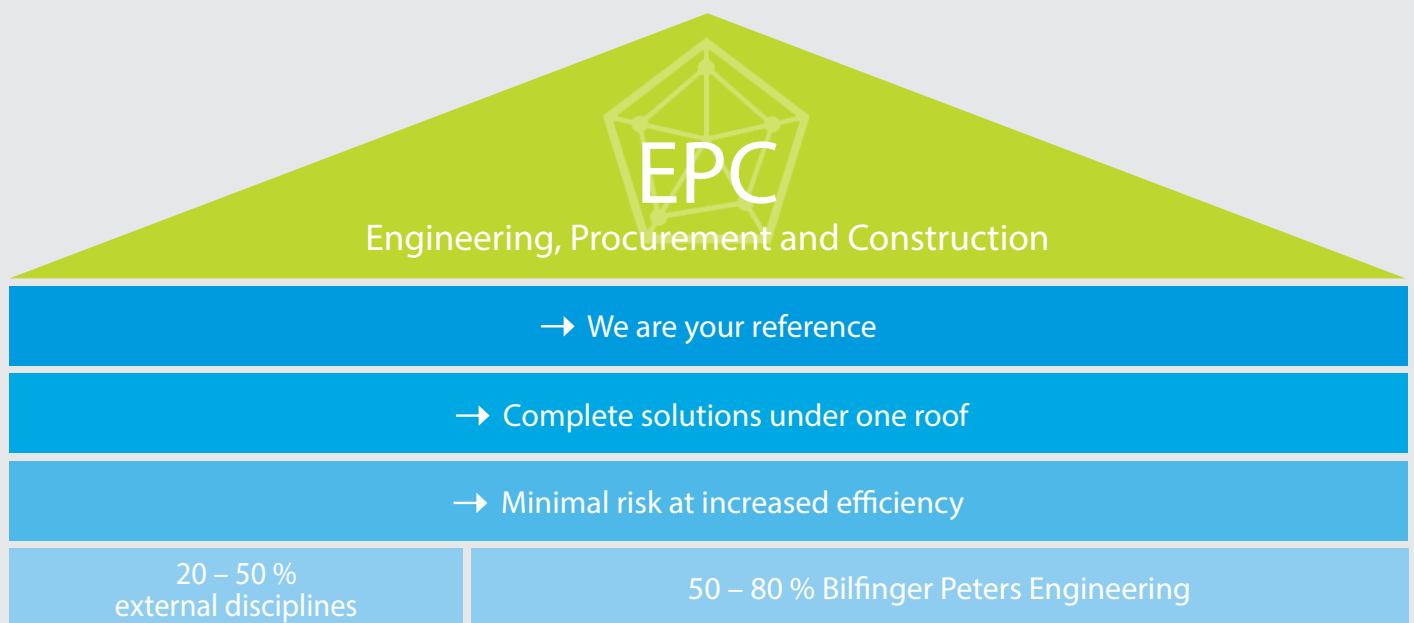 EPC
Engineering, Procurement and Construction
→ We are your reference
→ Complete solutions under one roof
→ Minimal risk at increased efficiency
20 – 50 %
external disciplines
50 – 80 % Bilfinger Peters Engineering